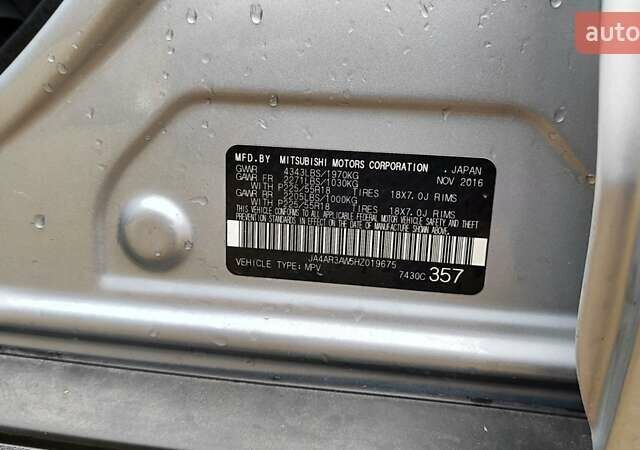 auto
MFD.BY MITSUBISHI MOTORS CORPORATION , JAPAN
GVWR 4343LBS/1970KG NOV 2016
GAWR FR 2271LBS/1030KG
WITH P225/55R18 TIRES 18X7.0J RIMS
GAWR RR 2205LBS/1000KG
WITH P225/55R18 TIRES 18X7.0J RIMS
THIS VEHICLE CONFORMS TO ALL APPLICABLE FEDERAL MOTOR VEHICLE SAFETY AND THEFT
PREVENTION STANDARDS IN EFFECT ON THE DATE OF MANUFACTURE SHOWN ABOVE.
JA4AR3AW5HZ019675
VEHICLE TYPE: MPV 7430C 357